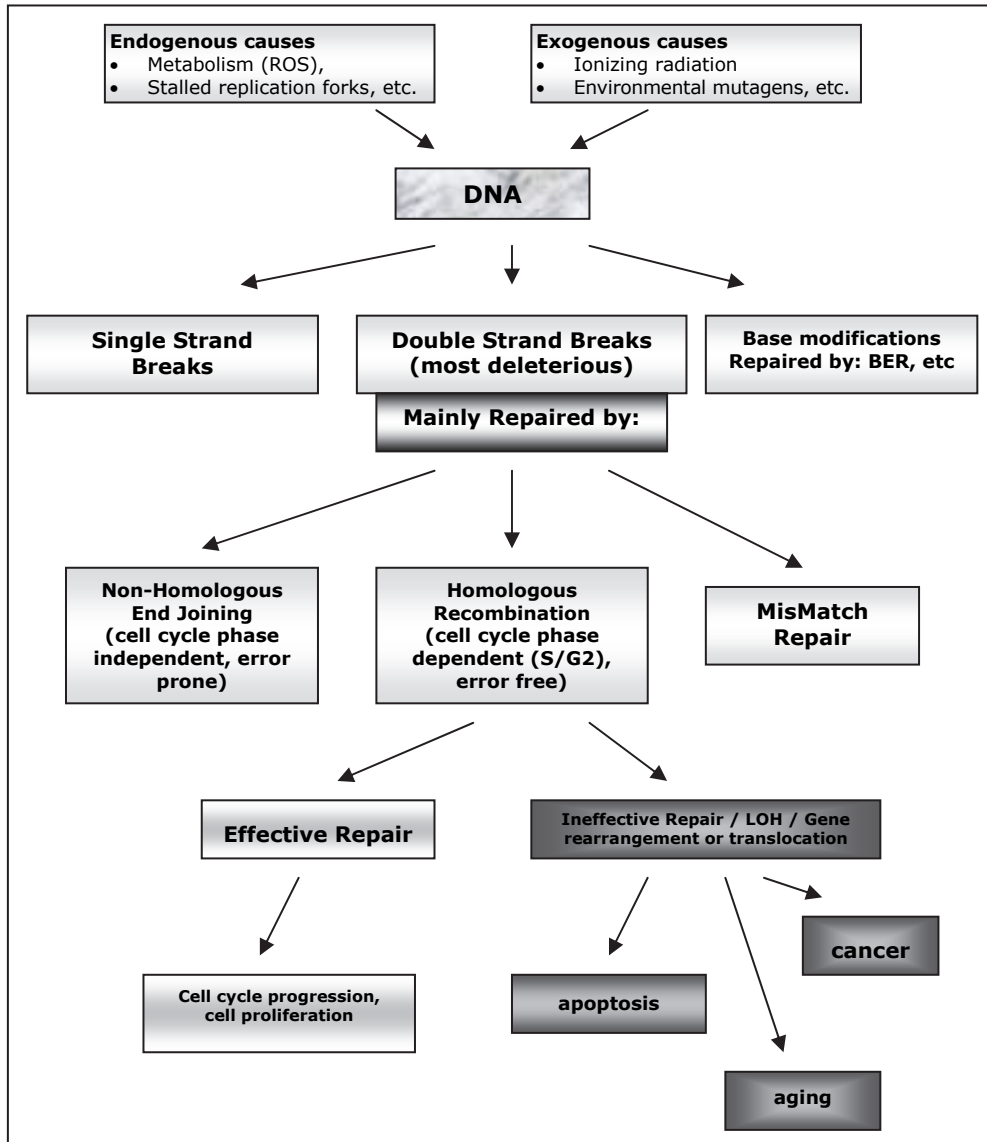 Endogenous causes
• Metabolism (ROS),
• Stalled replication forks, etc.
Exogenous causes
• Ionizing radiation
• Environmental mutagens, etc.
DNA
Single Strand
Breaks
Double Strand Breaks
(most deleterious)
Base modifications
Repaired by: BER, etc
Mainly Repaired by:
Non-Homologous
End Joining
(cell cycle phase
independent, error
prone)
Homologous
Recombination
(cell cycle phase
dependent (S/G2),
error free)
MisMatch
Repair
Effective Repair
Ineffective Repair / LOH / Gene
rearrangement or translocation
Cell cycle progression,
cell proliferation
apoptosis
cancer
aging